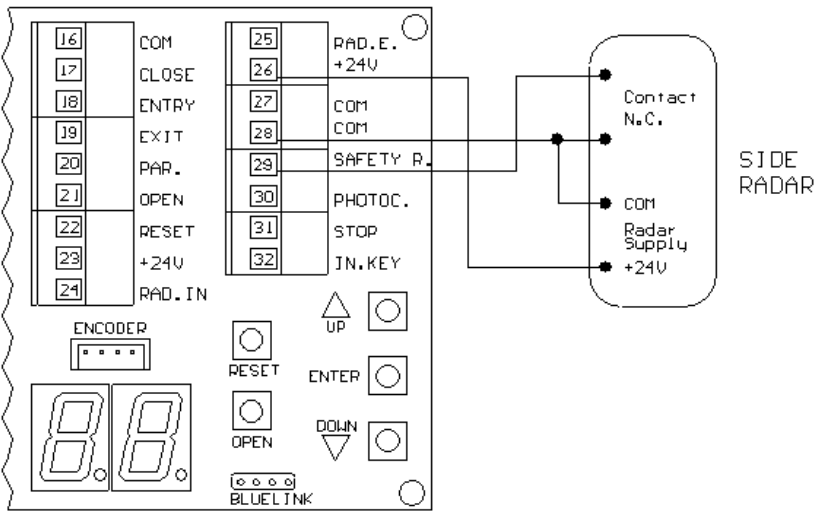 16 COM
17 CLOSE
18 ENTRY
19 EXIT
20 PAR.
21 OPEN
22 RESET
23 +24V
24 RAD.IN
25 RAD.E.
26 +24V
27 COM
28 COM
29 SAFETY R.
30 PHOTOC.
31 STOP
32 IN.KEY
ENCODER
RESET
OPEN
UP
ENTER
DOWN
BLUELINK
Contact
N.C.
COM
Radar
Supply
+24V
SIDE
RADAR